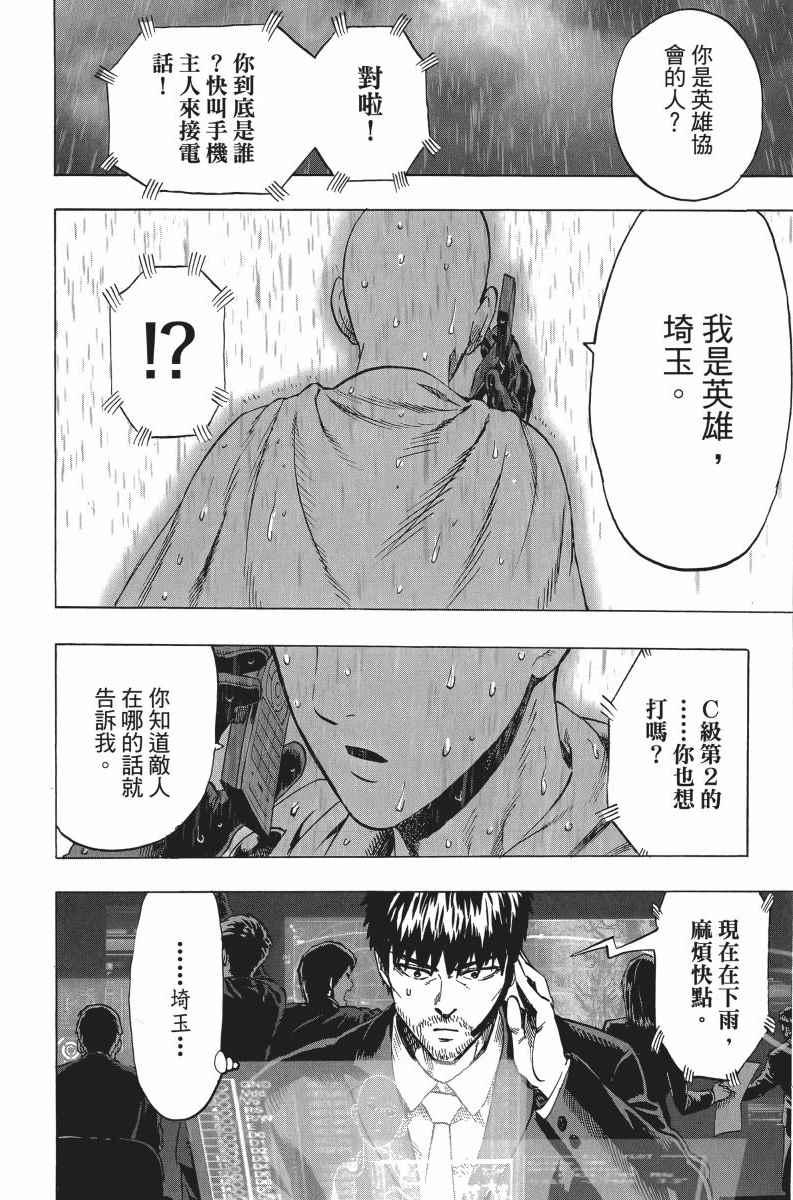 你是英雄協
會的人？
對啦！
你到底是誰
？快叫手機
主人來接電
話！
我是英雄，
埼玉。
!?
C級第2的
……你也想
打嗎？
你知道敵人
在哪的話就
告訴我。
現在在下雨，
麻煩快點。
……埼玉…